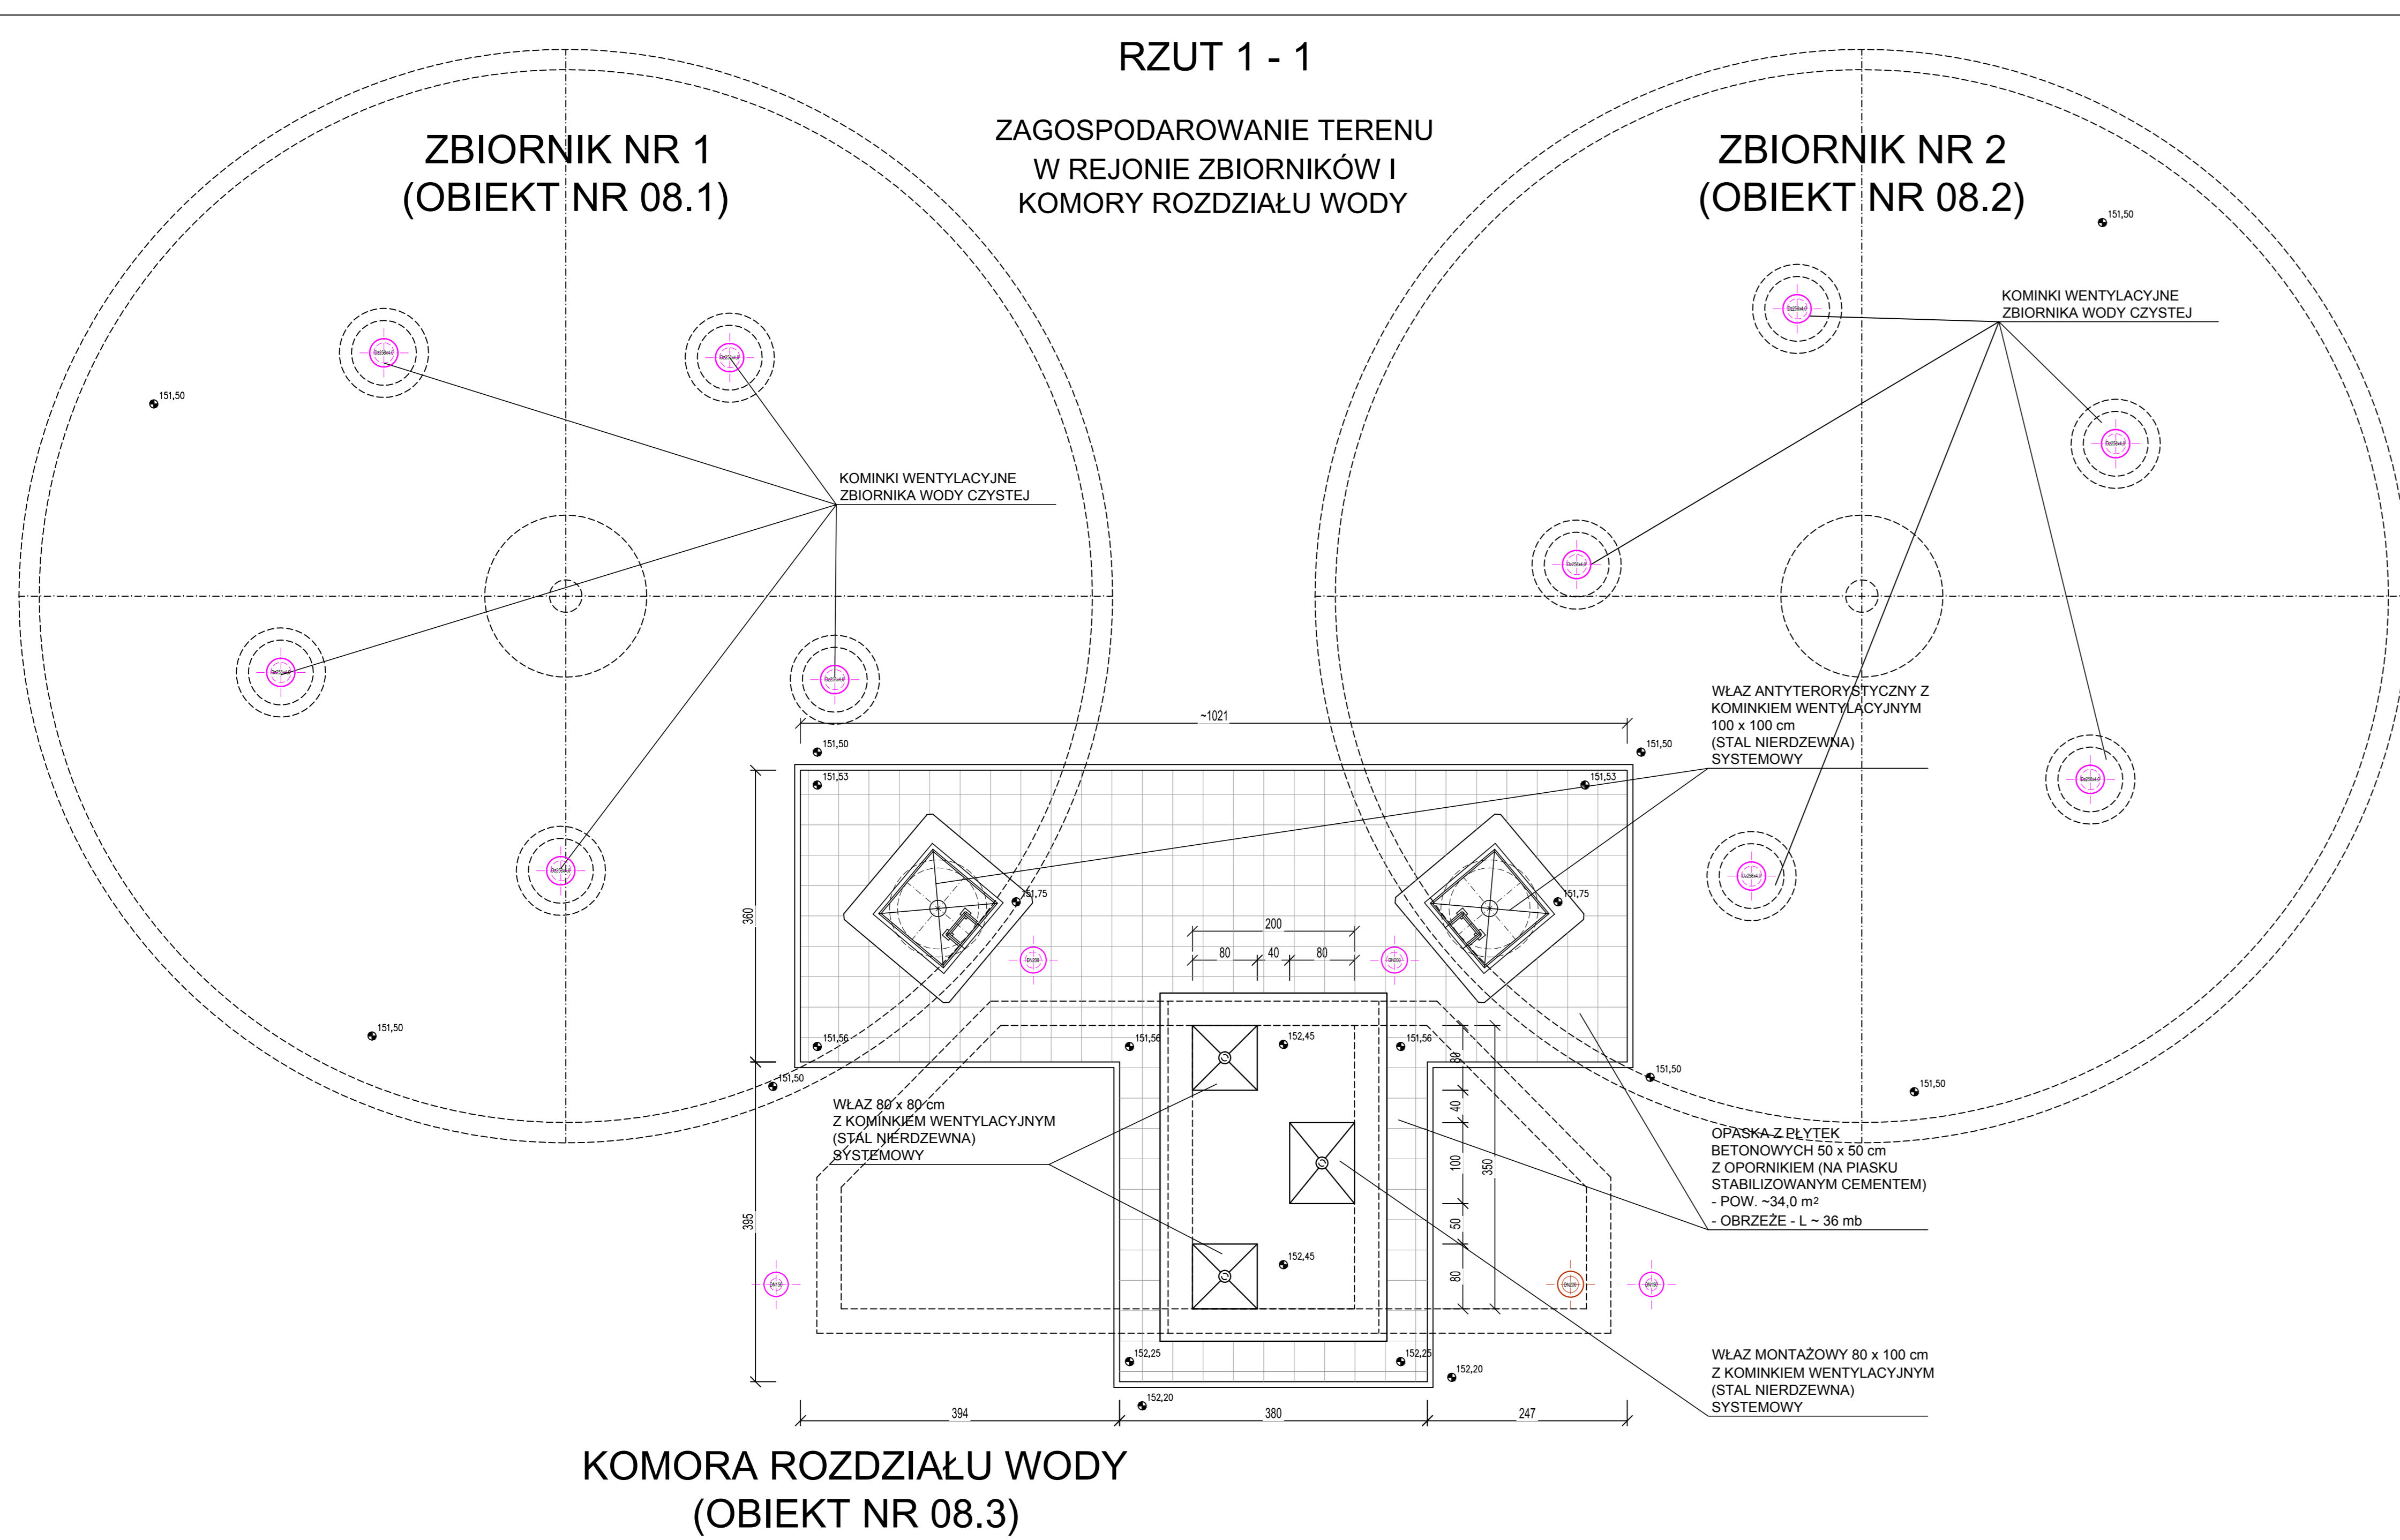 RZUT 1 - 1
ZAGOSPODAROWANIE TERENU
W REJONIE ZBIORNIKÓW I
KOMORY ROZDZIAŁU WODY
ZBIORNIK NR 1
(OBIEKT NR 08.1)
ZBIORNIK NR 2
(OBIEKT NR 08.2)
151,50
KOMINKI WENTYLACYJNE
ZBIORNIKA WODY CZYSTEJ
151,50
KOMINKI WENTYLACYJNE
ZBIORNIKA WODY CZYSTEJ
WŁAZ ANTYTERORYSTYCZNY Z
KOMINKIEM WENTYLACYJNYM
100 x 100 cm
(STAL NIERDZEWNA)
SYSTEMOWY
~1021
151,50
151,50
151,53
151,53
151,75
151,75
360
200
80
40
80
151,50
151,56
151,56
152,45
151,56
151,50
151,50
151,50
80
40
100
50
80
350
WŁAZ 80 x 80 cm
Z KOMINKIEM WENTYLACYJNYM
(STAL NIERDZEWNA)
SYSTEMOWY
OPASKA Z PŁYTEK
BETONOWYCH 50 x 50 cm
Z OPORNIKIEM (NA PIASKU
STABILIZOWANYM CEMENTEM)
- POW. ~34,0 m²
- OBRZEŻE - L ~ 36 mb
395
152,45
DN150
DN200
DN150
DN200
DN200
152,25
152,25
152,20
152,20
WŁAZ MONTAŻOWY 80 x 100 cm
Z KOMINKIEM WENTYLACYJNYM
(STAL NIERDZEWNA)
SYSTEMOWY
394
380
247
KOMORA ROZDZIAŁU WODY
(OBIEKT NR 08.3)